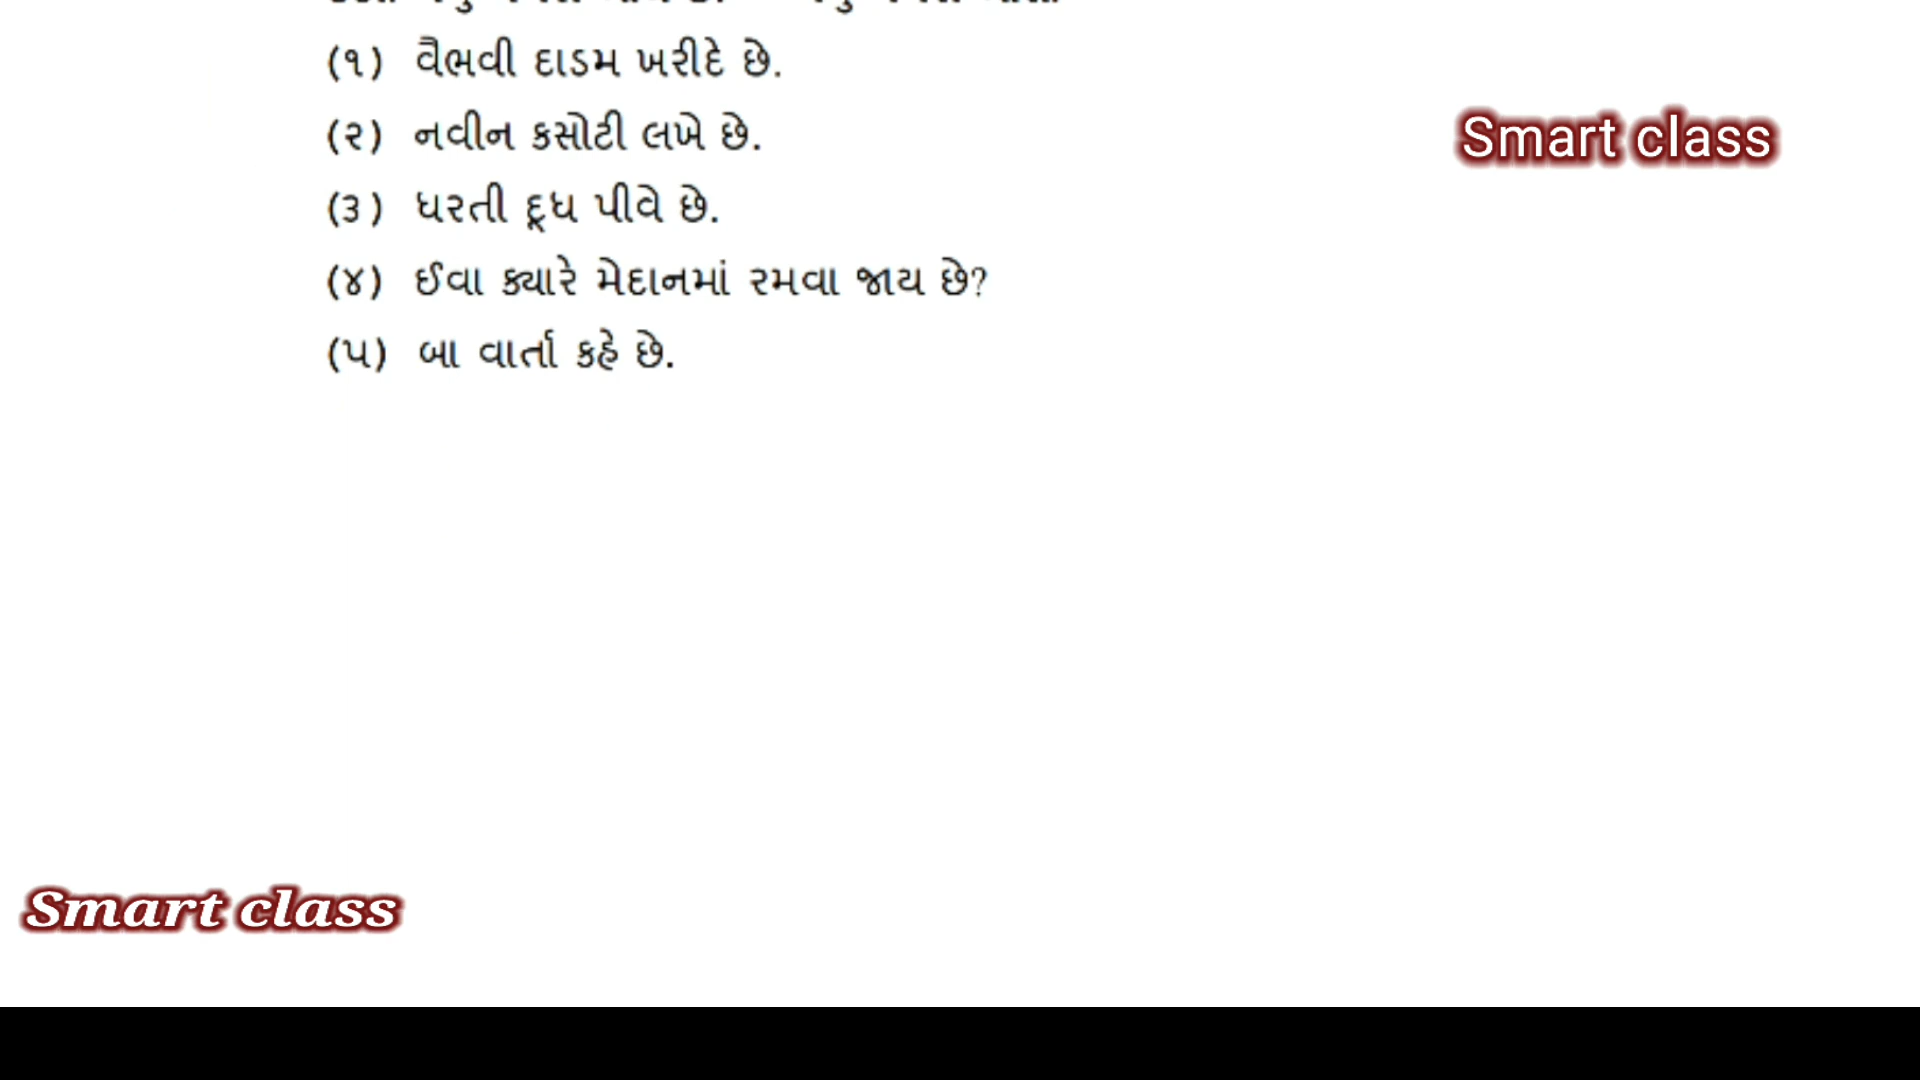 (૧) વૈભવી દાડમ ખરીદે છે.
(૨) નવીન કસોટી લખે છે.
Smart class
(૩) ધરતી દૂધ પીવે છે.
(૪) ઈવા ક્યારે મેદાનમાં રમવા જાય છે?
(૫) બા વાર્તા કહે છે.
Smart class